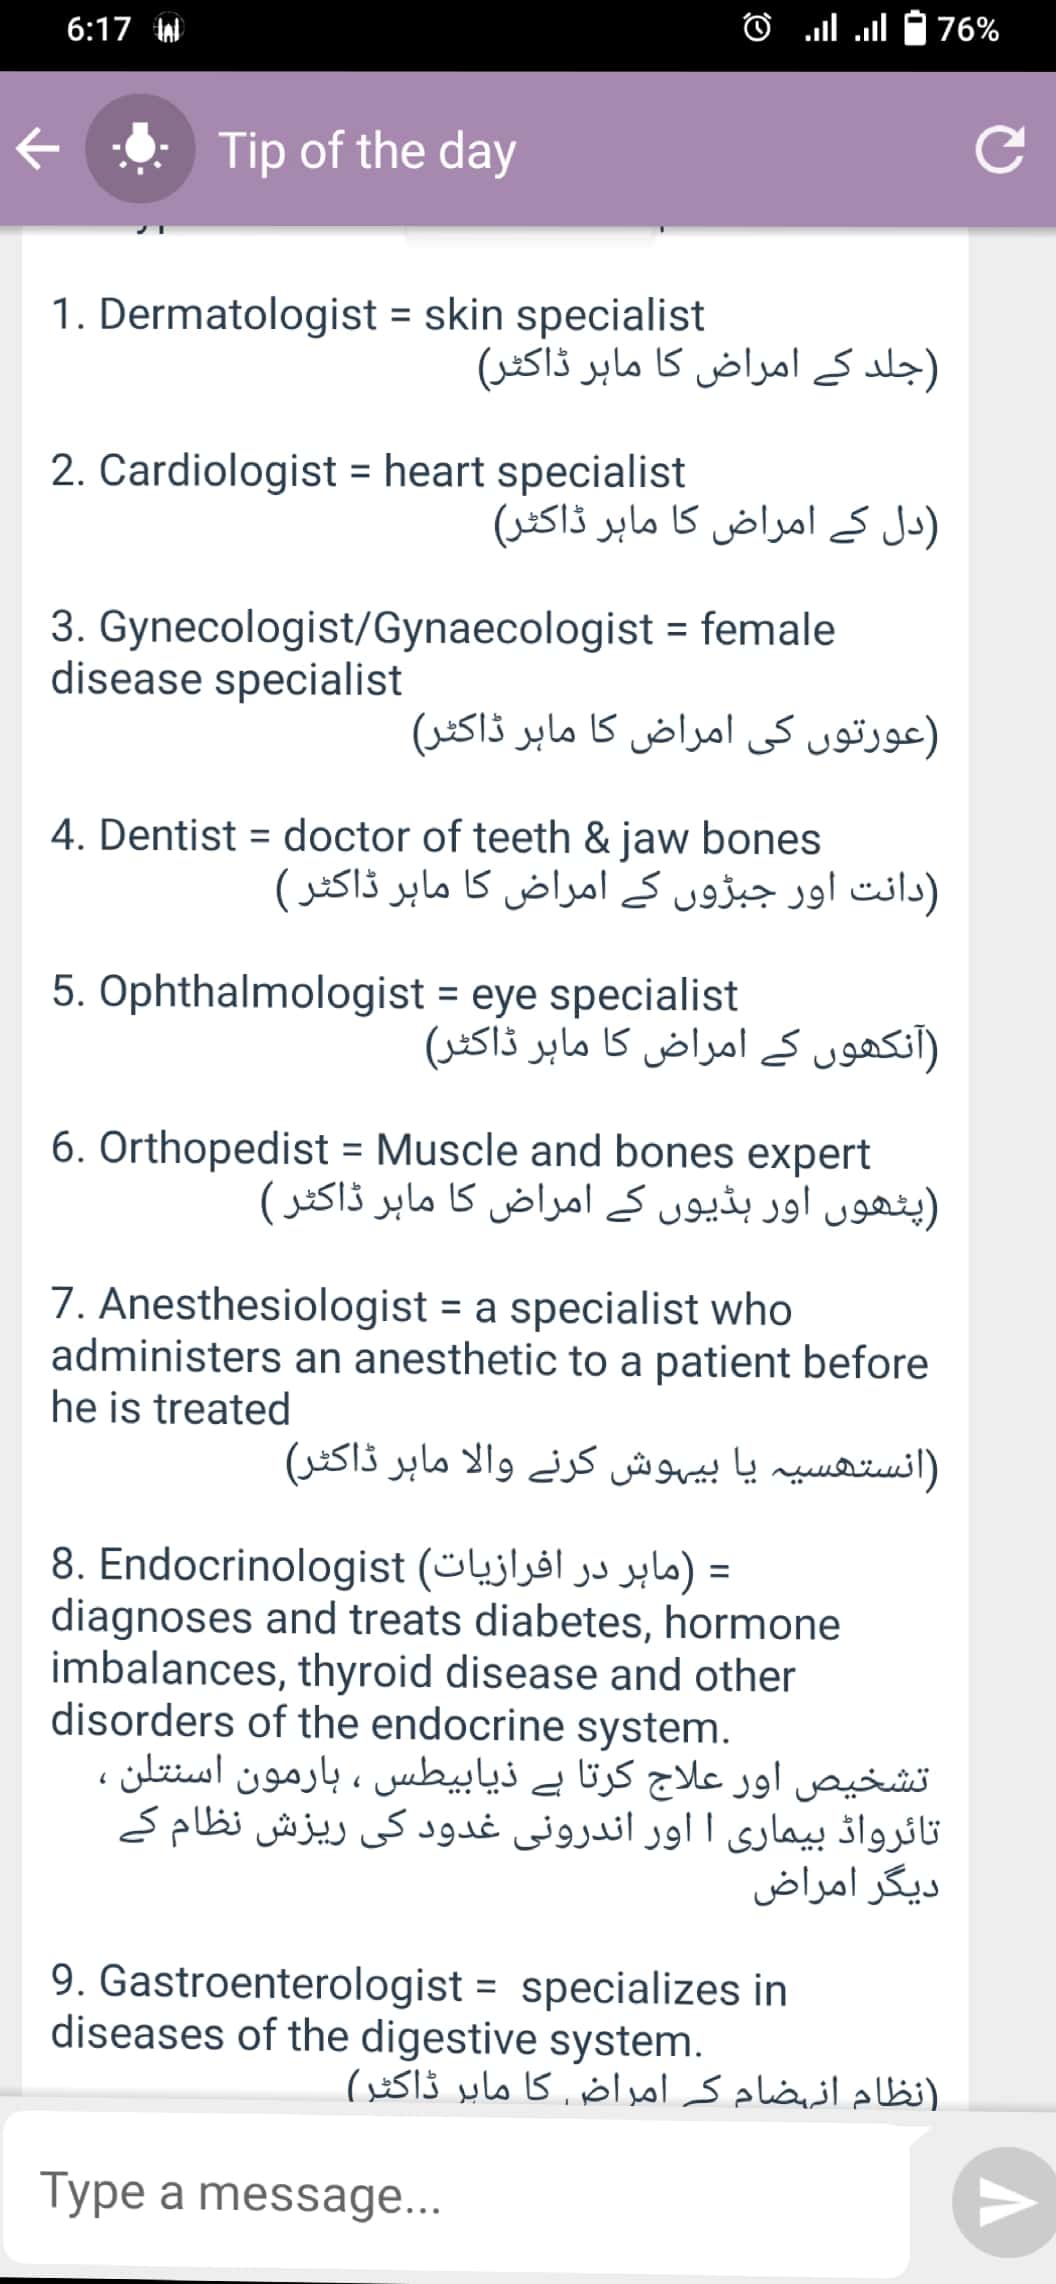 6:17
76%
Tip of the day
1. Dermatologist = skin specialist
(جلد کے امراض کا ماہر ڈاکٹر)
2. Cardiologist = heart specialist
(دل کے امراض کا ماہر ڈاکٹر)
3. Gynecologist/Gynaecologist = female
disease specialist
(عورتوں کی امراض کا ماہر ڈاکٹر)
4. Dentist = doctor of teeth & jaw bones
(دانت اور جبڑوں کے امراض کا ماہر ڈاکٹر )
5. Ophthalmologist = eye specialist
(آنکھوں کے امراض کا ماہر ڈاکٹر)
6. Orthopedist = Muscle and bones expert
(پٹھوں اور ہڈیوں کے امراض کا ماہر ڈاکٹر )
7. Anesthesiologist = a specialist who
administers an anesthetic to a patient before
he is treated
(انستھسیہ یا بیہوش کرنے والا ماہر ڈاکٹر)
8. Endocrinologist (ماہر در افرازیات) =
diagnoses and treats diabetes, hormone
imbalances, thyroid disease and other
disorders of the endocrine system.
تشخیص اور علاج کرتا ہے ذیابیطس ، ہارمون اسنتلن ،
تائرواڈ بیماری ا اور اندرونی غدود کی ریزش نظام کے
دیگر امراض
9. Gastroenterologist =  specializes in
diseases of the digestive system.
(نظام انہضام کے امراض کا ماہر ڈاکٹر)
Type a message...